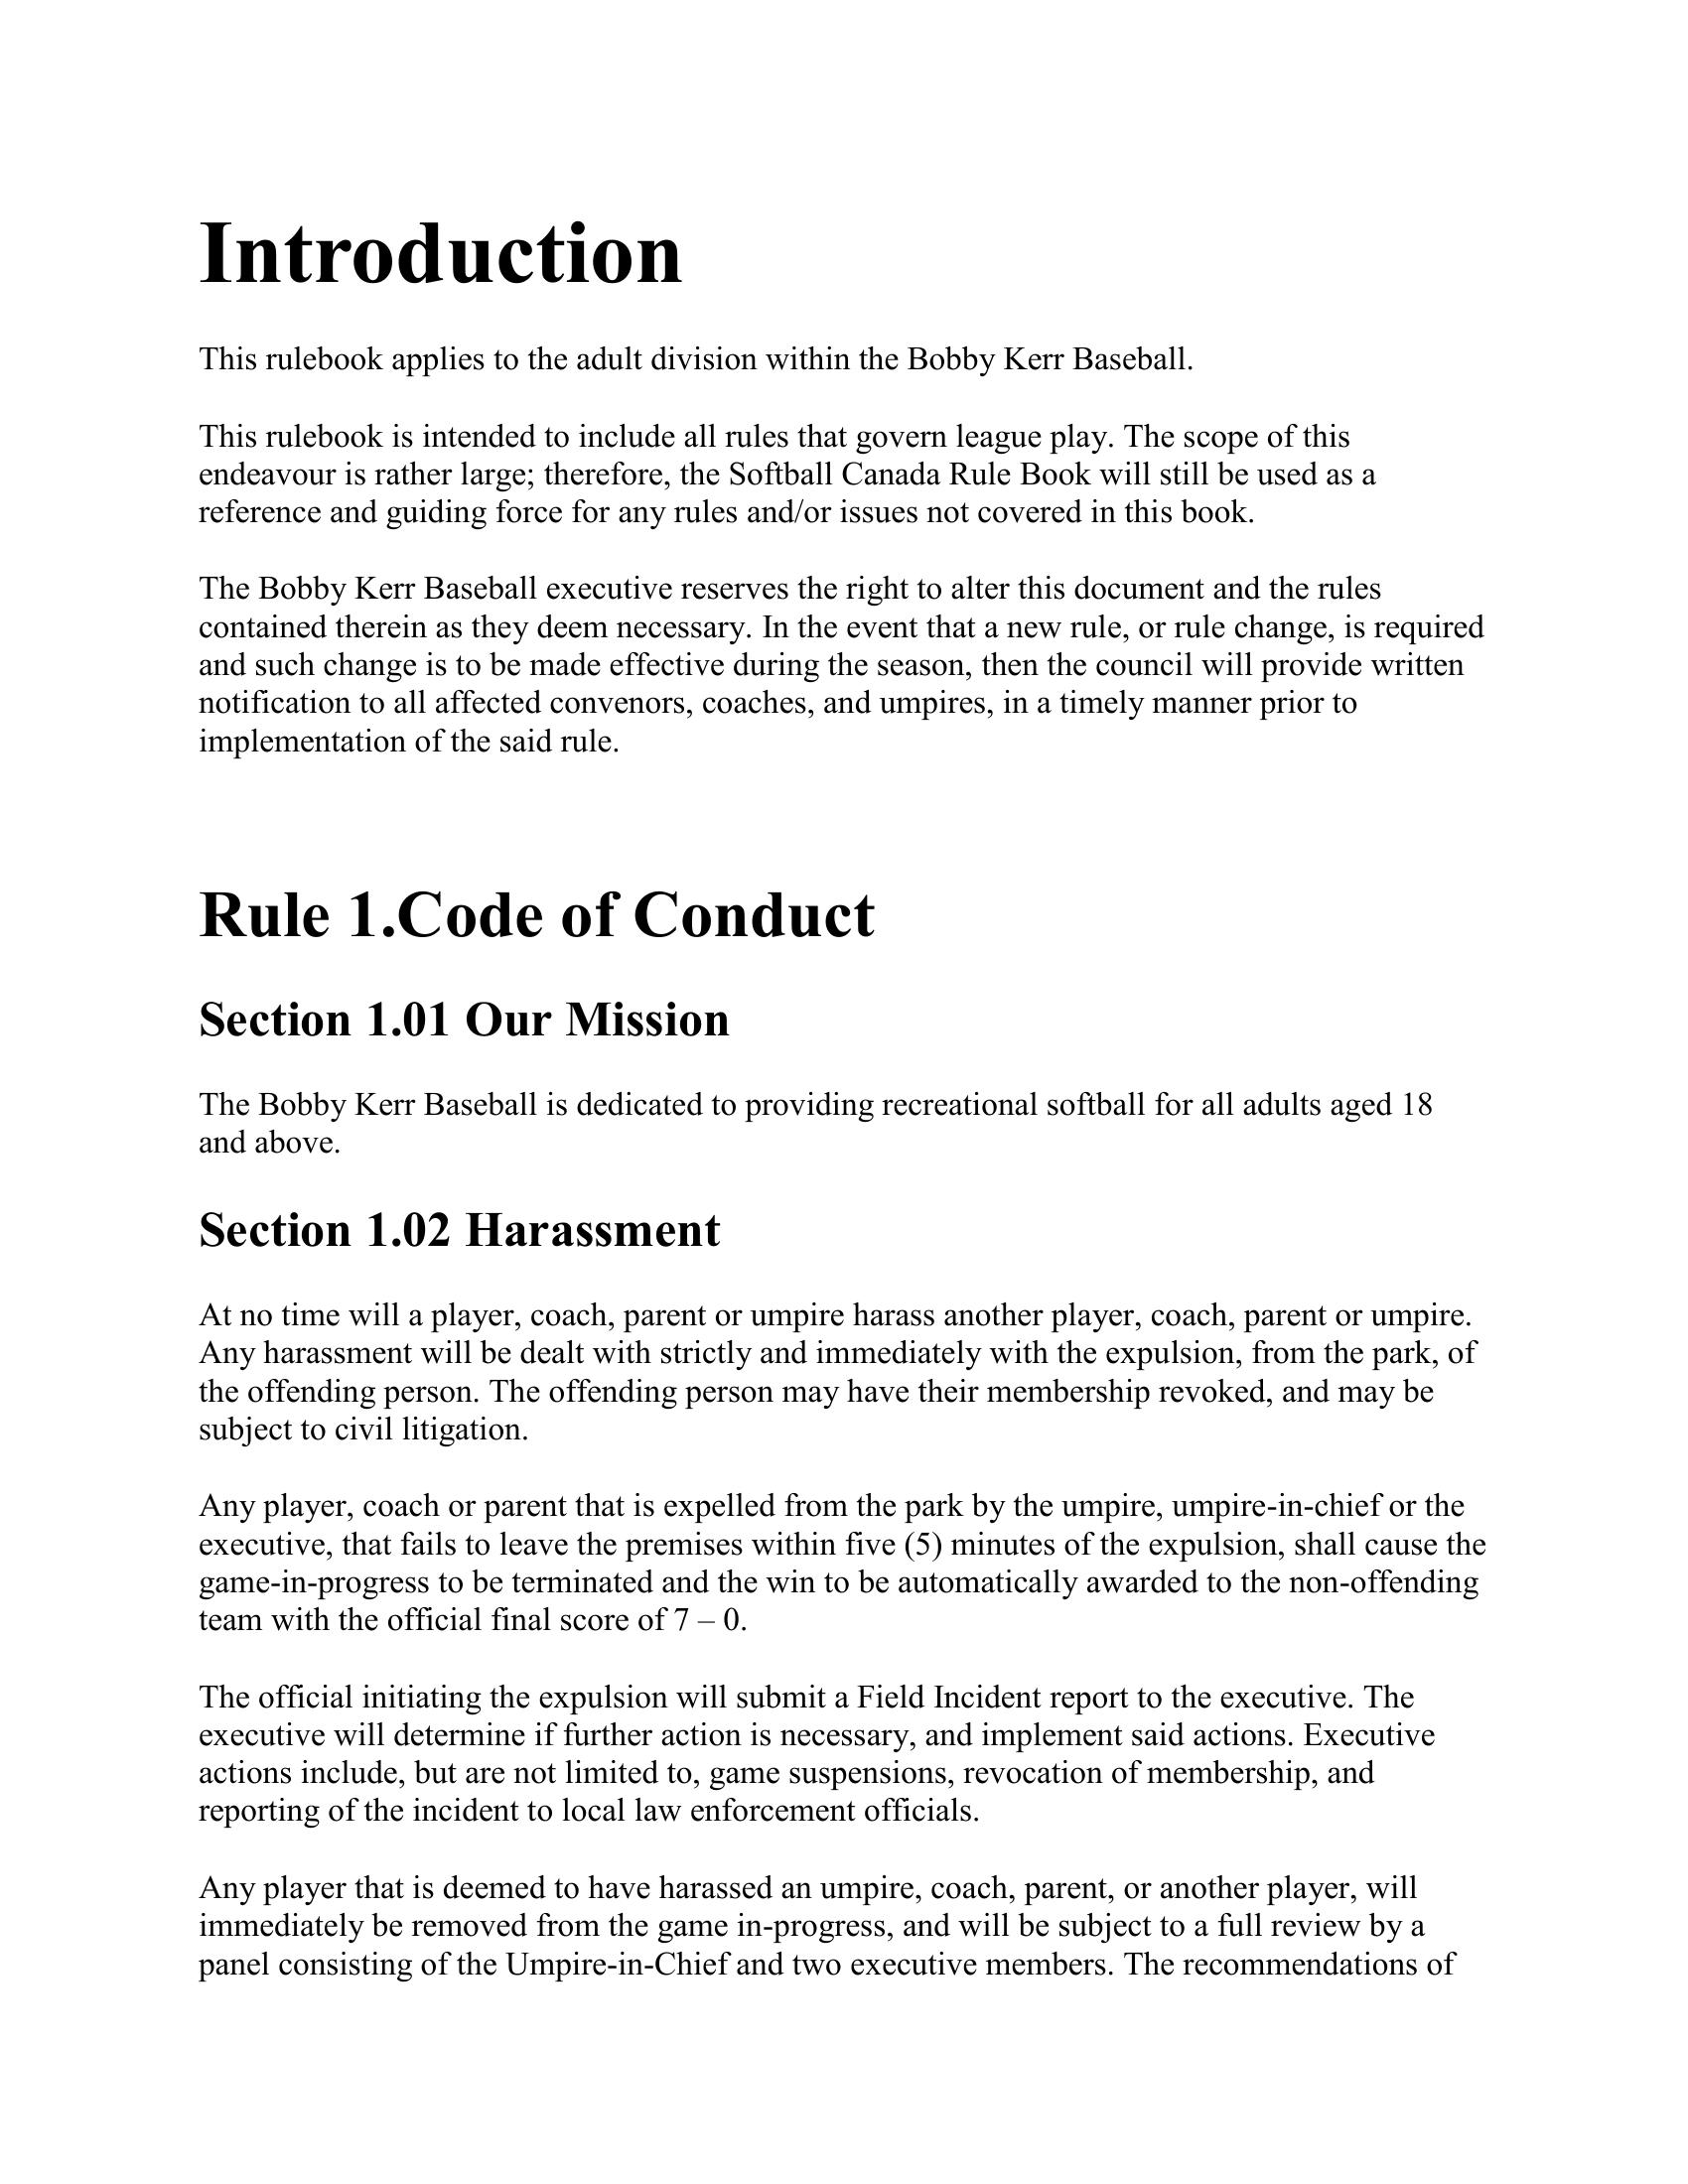 Introduction
This rulebook applies to the adult division within the Bobby Kerr Baseball.
This rulebook is intended to include all rules that govern league play. The scope of this
endeavour is rather large; therefore, the Softball Canada Rule Book will still be used as a
reference and guiding force for any rules and/or issues not covered in this book.
The Bobby Kerr Baseball executive reserves the right to alter this document and the rules
contained therein as they deem necessary. In the event that a new rule, or rule change, is required
and such change is to be made effective during the season, then the council will provide written
notification to all affected convenors, coaches, and umpires, in a timely manner prior to
implementation of the said rule.
Rule 1.Code of Conduct
Section 1.01 Our Mission
The Bobby Kerr Baseball is dedicated to providing recreational softball for all adults aged 18
and above.
Section 1.02 Harassment
At no time will a player, coach, parent or umpire harass another player, coach, parent or umpire.
Any harassment will be dealt with strictly and immediately with the expulsion, from the park, of
the offending person. The offending person may have their membership revoked, and may be
subject to civil litigation.
Any player, coach or parent that is expelled from the park by the umpire, umpire-in-chief or the
executive, that fails to leave the premises within five (5) minutes of the expulsion, shall cause the
game-in-progress to be terminated and the win to be automatically awarded to the non-offending
team with the official final score of 7 – 0.
The official initiating the expulsion will submit a Field Incident report to the executive. The
executive will determine if further action is necessary, and implement said actions. Executive
actions include, but are not limited to, game suspensions, revocation of membership, and
reporting of the incident to local law enforcement officials.
Any player that is deemed to have harassed an umpire, coach, parent, or another player, will
immediately be removed from the game in-progress, and will be subject to a full review by a
panel consisting of the Umpire-in-Chief and two executive members. The recommendations of